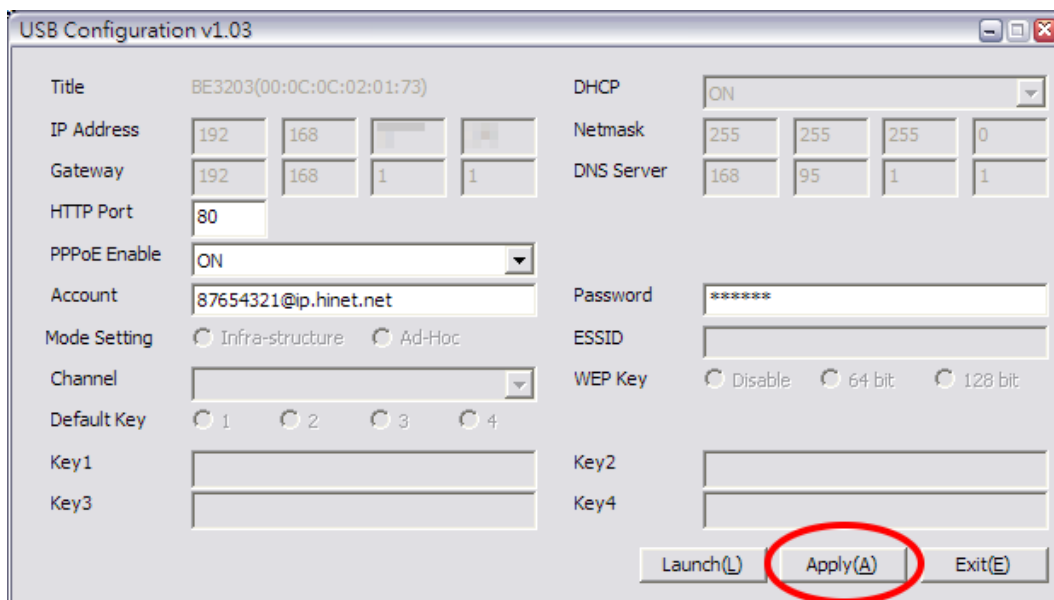 USB Configuration v1.03
Title BE3203(00:0C:0C:02:01:73) DHCP ON
IP Address 192 168 Netmask 255 255 255 0
Gateway 192 168 1 1 DNS Server 168 95 1 1
HTTP Port 80
PPPoE Enable ON
Account 87654321@ip.hinet.net Password ******
Mode Setting Infra-structure Ad-Hoc ESSID
Channel WEP Key Disable 64 bit 128 bit
Default Key 1 2 3 4
Key1 Key2
Key3 Key4
Launch(L) Apply(A) Exit(E)